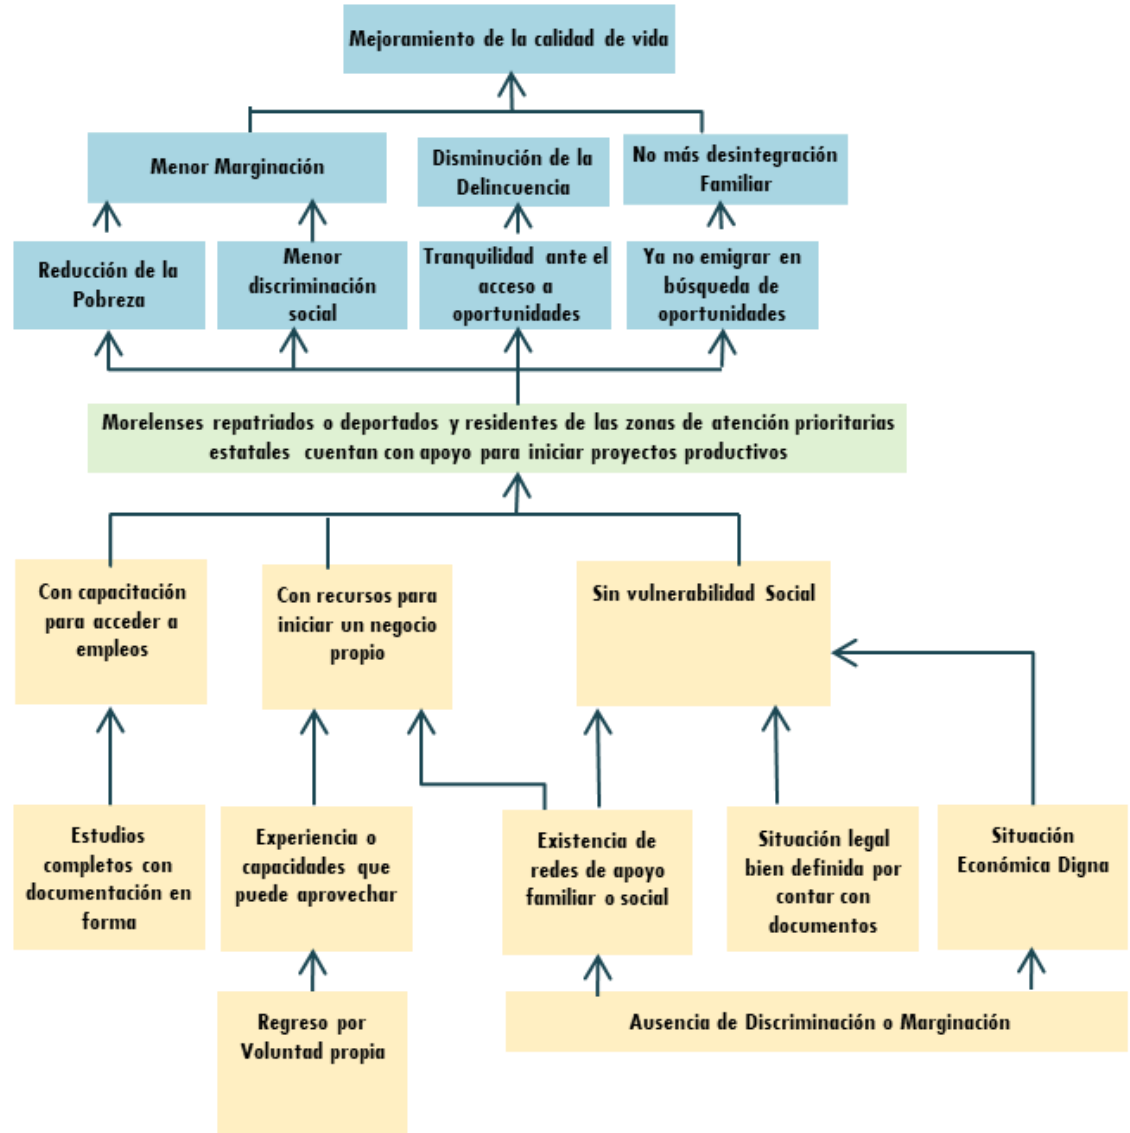 Mejoramiento de la calidad de vida
Menor Marginación
Disminución de la
Delincuencia
No más desintegración
Familiar
Reducción de la
Pobreza
Menor
discriminación
social
Tranquilidad ante el
acceso a
oportunidades
Ya no emigrar en
búsqueda de
oportunidades
Morelenses repatriados o deportados y residentes de las zonas de atención prioritarias
estatales cuentan con apoyo para iniciar proyectos productivos
Con capacitación
para acceder a
empleos
Con recursos para
iniciar un negocio
propio
Sin vulnerabilidad Social
Estudios
completos con
documentación en
forma
Experiencia o
capacidades que
puede aprovechar
Existencia de
redes de apoyo
familiar o social
Situación legal
bien definida por
contar con
documentos
Situación
Económica Digna
Regreso por
Voluntad propia
Ausencia de Discriminación o Marginación